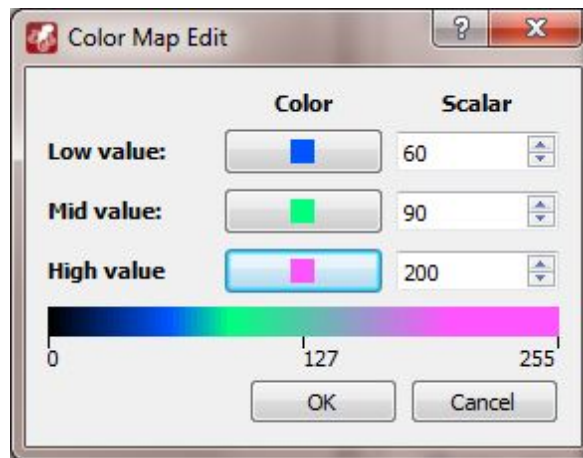 Color Map Edit
?
Color Scalar
Low value: 60
Mid value: 90
High value 200
0 127 255
OK Cancel